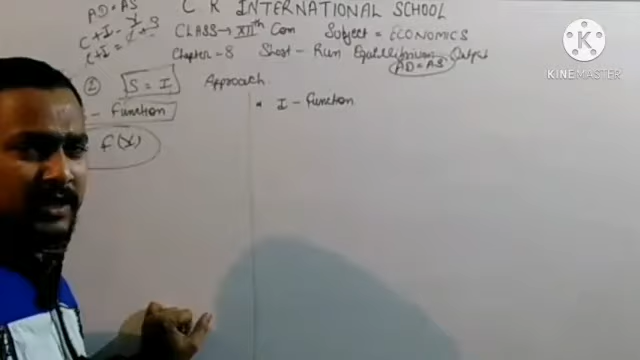 C K INTERNATIONAL SCHOOL
AD = AS
CLASS → XIIth Com Subject = ECONOMICS
C + I =
C + I = C + S
Chapter - 8 Short - Run Equilibrium Output
AD = AS
① S = I, Approach
- Function
• I - Function
f(Y)
K
KINEMASTER